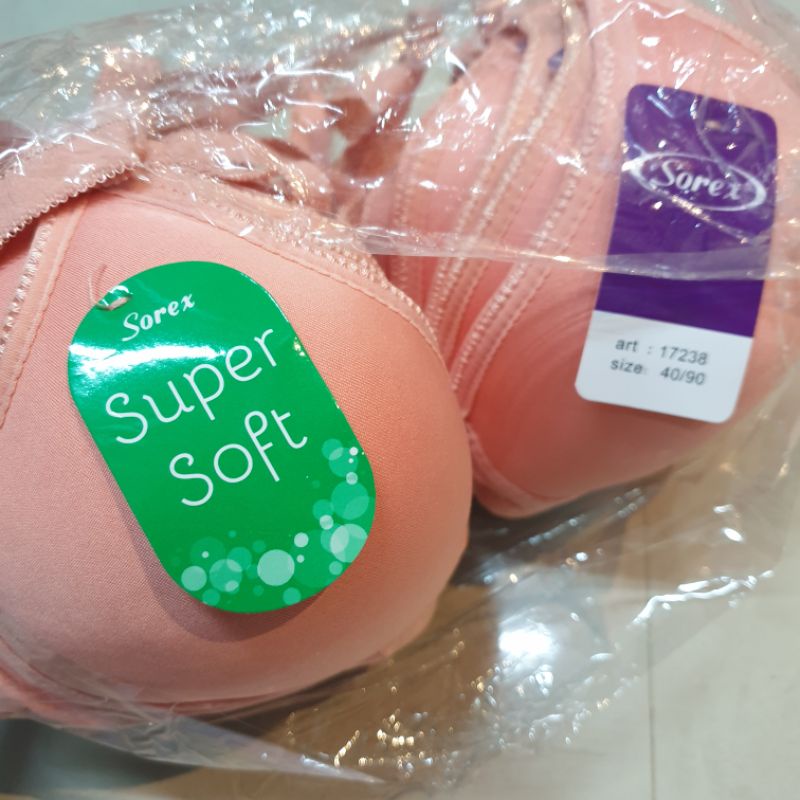 Sorex
Super
Soft
Sorex
art : 17238
size: 40/90